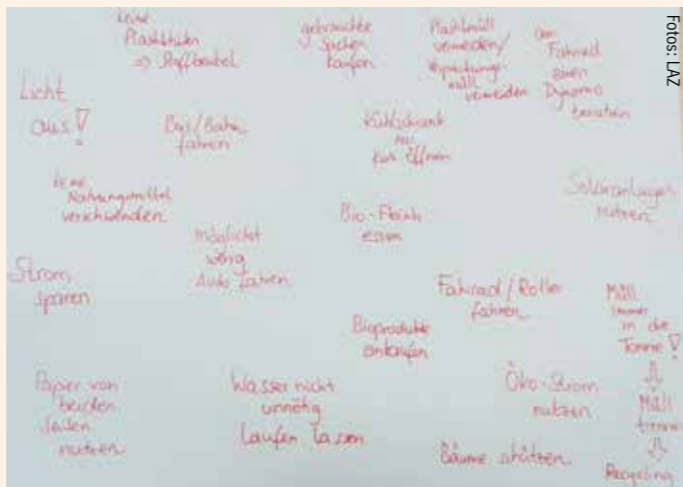 keine
Plastiktüten
=> Stoffbeutel
gebrauchte
Sachen
kaufen
Plastikmüll
vermeiden/
Verpackungs-
müll
vermeiden
am
Fahrrad
einen
Dynamo
benutzen
Fotos: LAZ
Licht
aus!
Bus/Bahn
fahren
Kühlschrank
nur
kurz öffnen
keine
Nahrungsmittel
verschwenden
Bio-Fleisch
essen
Solaranlagen
nutzen
möglichst
wenig
Auto fahren
Strom
sparen
Fahrrad/Roller
fahren
Müll
immer
in die
Tonne!
⇩
Müll
trennen
⇩
Recycling
Bioprodukte
einkaufen
Papier von
beiden
Seiten
nutzen
Wasser nicht
unnötig
laufen lassen
Öko-Strom
nutzen
Bäume schützen